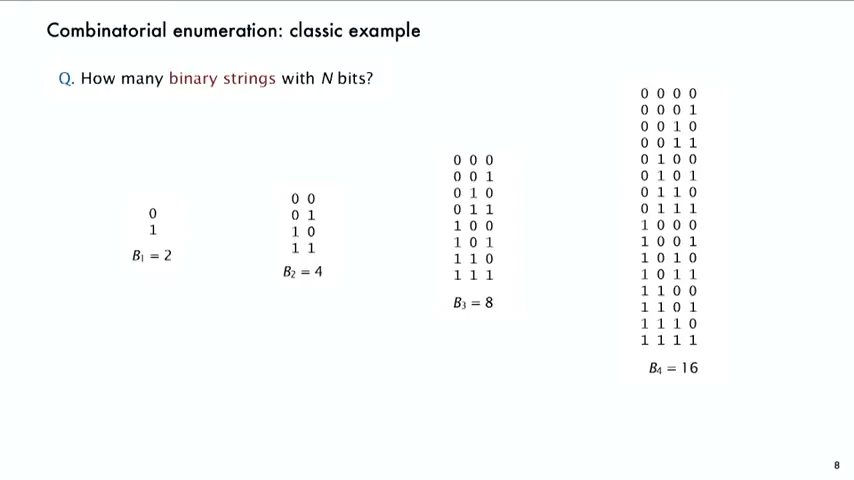 Combinatorial enumeration: classic example
Q. How many binary strings with N bits?
0
1
B₁ = 2
0 0
0 1
1 0
1 1
B₂ = 4
0 0 0
0 0 1
0 1 0
0 1 1
1 0 0
1 0 1
1 1 0
1 1 1
B₃ = 8
0 0 0 0
0 0 0 1
0 0 1 0
0 0 1 1
0 1 0 0
0 1 0 1
0 1 1 0
0 1 1 1
1 0 0 0
1 0 0 1
1 0 1 0
1 0 1 1
1 1 0 0
1 1 0 1
1 1 1 0
1 1 1 1
B₄ = 16
8